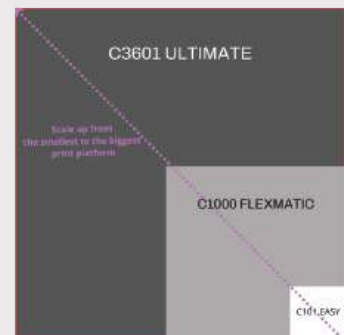 C3601 ULTIMATE
Scale up from
the smallest to the biggest
print platform
C1000 FLEXMATIC
C101 EASY